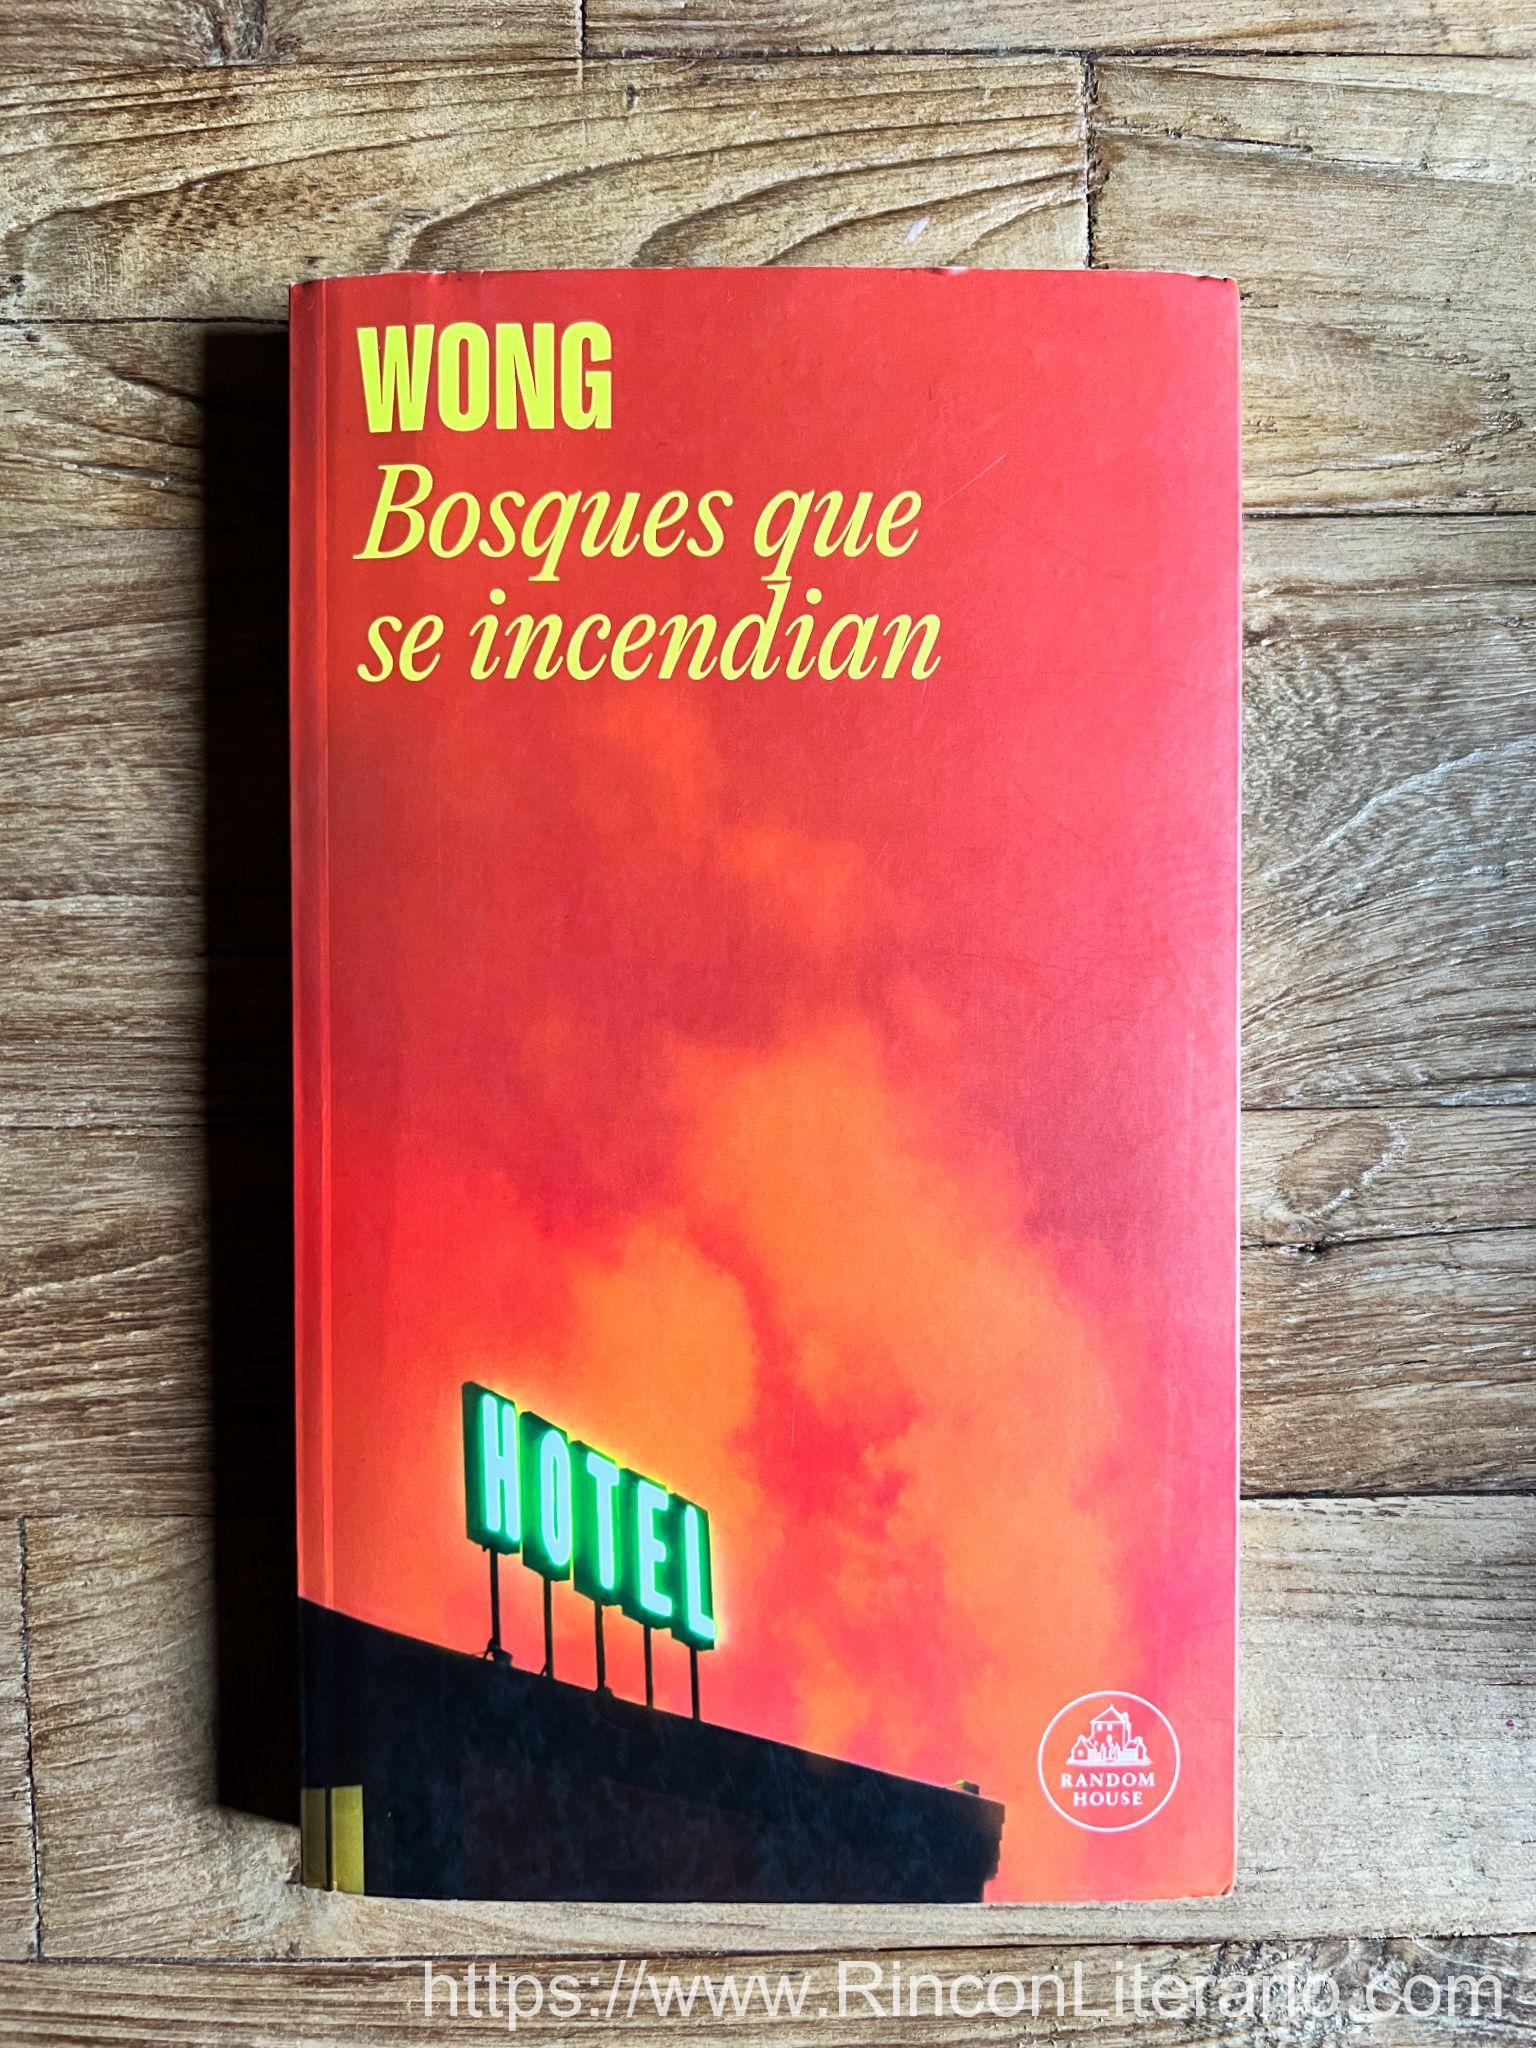 WONG
Bosques que
se incendian
HOTEL
RANDOM
HOUSE
https://www.RinconLiterario.com